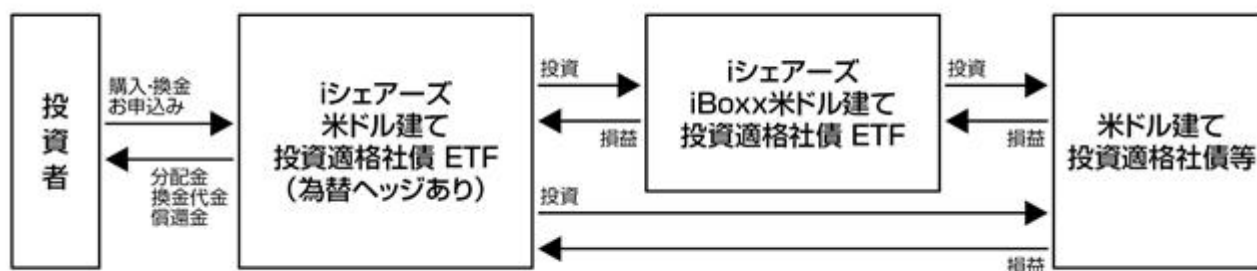 投資者
購入・換金
お申込み
分配金
換金代金
償還金
iシェアーズ
米ドル建て
投資適格社債 ETF
（為替ヘッジあり）
投資
損益
iシェアーズ
iBoxx米ドル建て
投資適格社債 ETF
投資
損益
投資
損益
米ドル建て
投資適格社債等